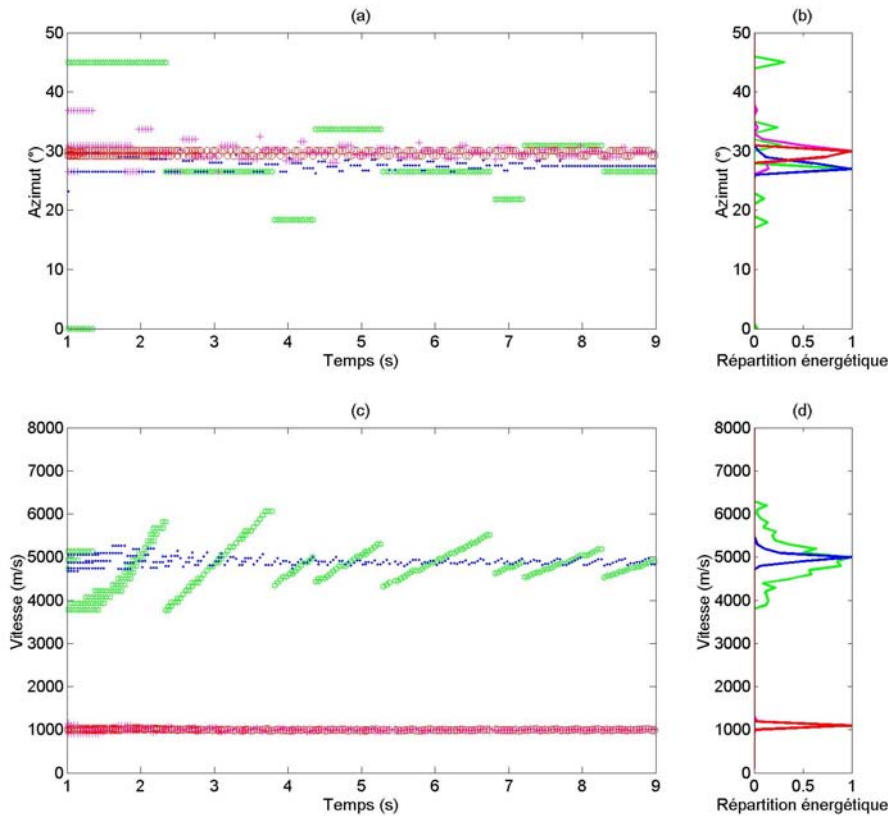 (a)
50
40
30
20
10
0
Azimut (°)
1 2 3 4 5 6 7 8 9
Temps (s)
(b)
50
40
30
20
10
0
Azimut (°)
0 0.5 1
Répartition énergétique
(c)
8000
7000
6000
5000
4000
3000
2000
1000
0
Vitesse (m/s)
1 2 3 4 5 6 7 8 9
Temps (s)
(d)
8000
7000
6000
5000
4000
3000
2000
1000
0
Vitesse (m/s)
0 0.5 1
Répartition énergétique